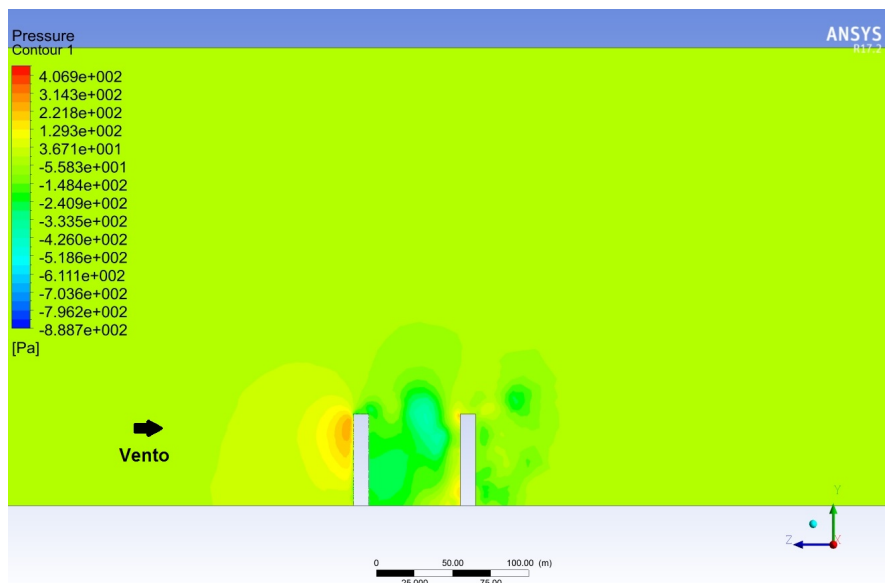 Pressure
Contour 1
ANSYS
R17.2
4.069e+002
3.143e+002
2.218e+002
1.293e+002
3.671e+001
-5.583e+001
-1.484e+002
-2.409e+002
-3.335e+002
-4.260e+002
-5.186e+002
-6.111e+002
-7.036e+002
-7.962e+002
-8.887e+002
[Pa]
Vento
Y
Z
X
0 50.00 100.00 (m)
25.000 75.00